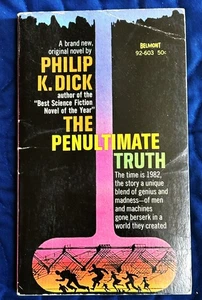 A brand new,
original novel by
PHILIP
K. DICK
author of the
"Best Science Fiction
Novel of the Year"
BELMONT
92-603 50¢
THE
PENULTIMATE
TRUTH
The time is 1982,
the story a unique
blend of genius and
madness—of men
and machines
gone berserk in a
world they created